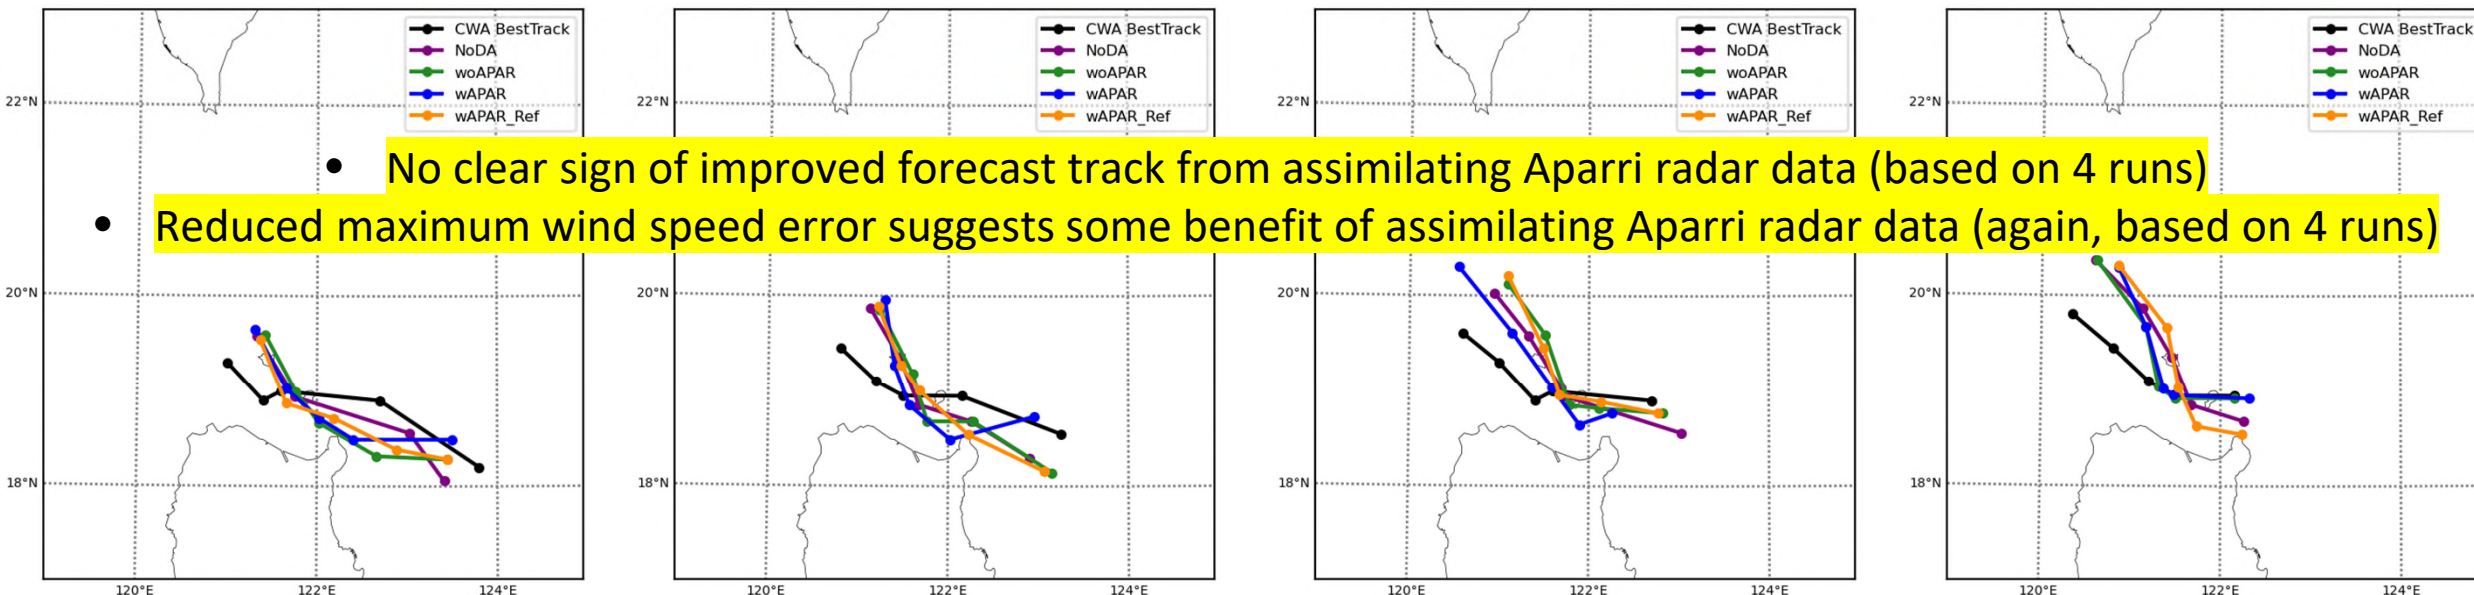 CWA BestTrack
NoDA
woAPAR
wAPAR
wAPAR_Ref
CWA BestTrack
NoDA
woAPAR
wAPAR
wAPAR_Ref
CWA BestTrack
NoDA
woAPAR
wAPAR
wAPAR_Ref
CWA BestTrack
NoDA
woAPAR
wAPAR
wAPAR_Ref
22°N 22°N 22°N 22°N
• No clear sign of improved forecast track from assimilating Aparri radar data (based on 4 runs)
• Reduced maximum wind speed error suggests some benefit of assimilating Aparri radar data (again, based on 4 runs)
20°N 20°N 20°N 20°N
18°N 18°N 18°N 18°N
120°E 122°E 124°E 120°E 122°E 124°E 120°E 122°E 124°E 120°E 122°E 124°E